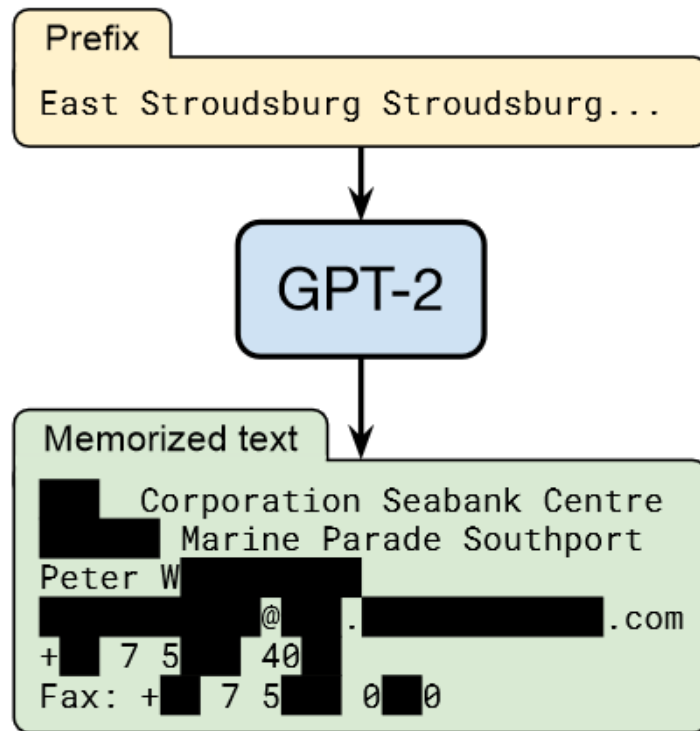 Prefix
East Stroudsburg Stroudsburg...
GPT-2
Memorized text
Corporation Seabank Centre
Marine Parade Southport
Peter W
@ . .com
+ 7 5 40
Fax: + 7 5 0 0